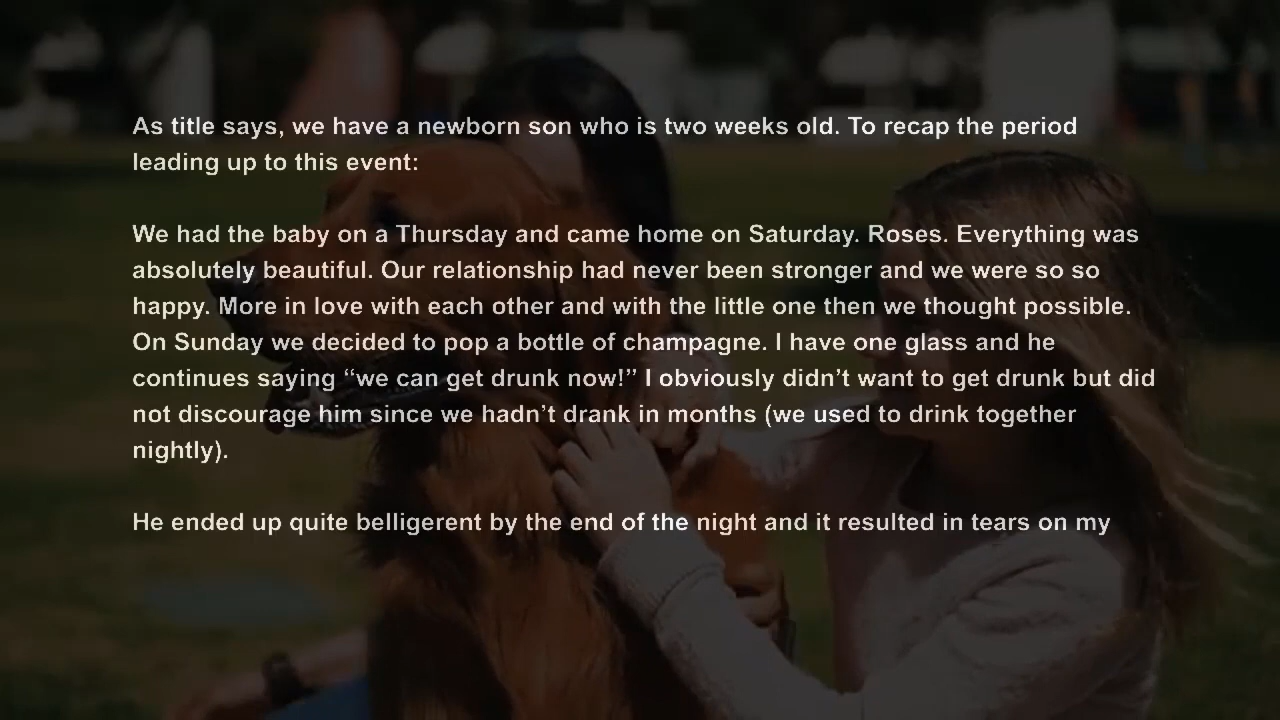 As title says, we have a newborn son who is two weeks old. To recap the period
leading up to this event:
We had the baby on a Thursday and came home on Saturday. Roses. Everything was
absolutely beautiful. Our relationship had never been stronger and we were so so
happy. More in love with each other and with the little one then we thought possible.
On Sunday we decided to pop a bottle of champagne. I have one glass and he
continues saying “we can get drunk now!” I obviously didn’t want to get drunk but did
not discourage him since we hadn’t drank in months (we used to drink together
nightly).
He ended up quite belligerent by the end of the night and it resulted in tears on my